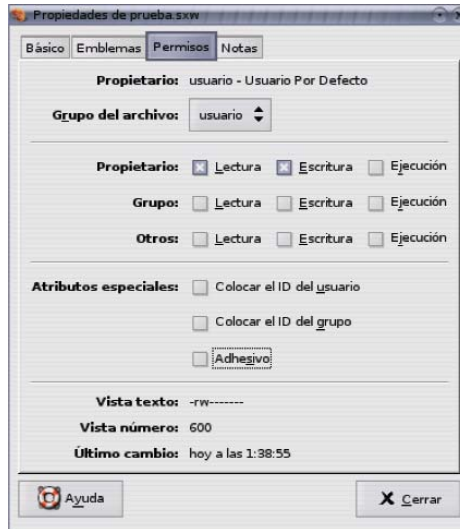 Propiedades de prueba.sxw
Básico Emblemas Permisos Notas
Propietario: usuario - Usuario Por Defecto
Grupo del archivo: usuario
Propietario: Lectura Escritura Ejecución
Grupo: Lectura Escritura Ejecución
Otros: Lectura Escritura Ejecución
Atributos especiales: Colocar el ID del usuario
Colocar el ID del grupo
Adhesivo
Vista texto: -rw-------
Vista número: 600
Último cambio: hoy a las 1:38:55
Ayuda Cerrar